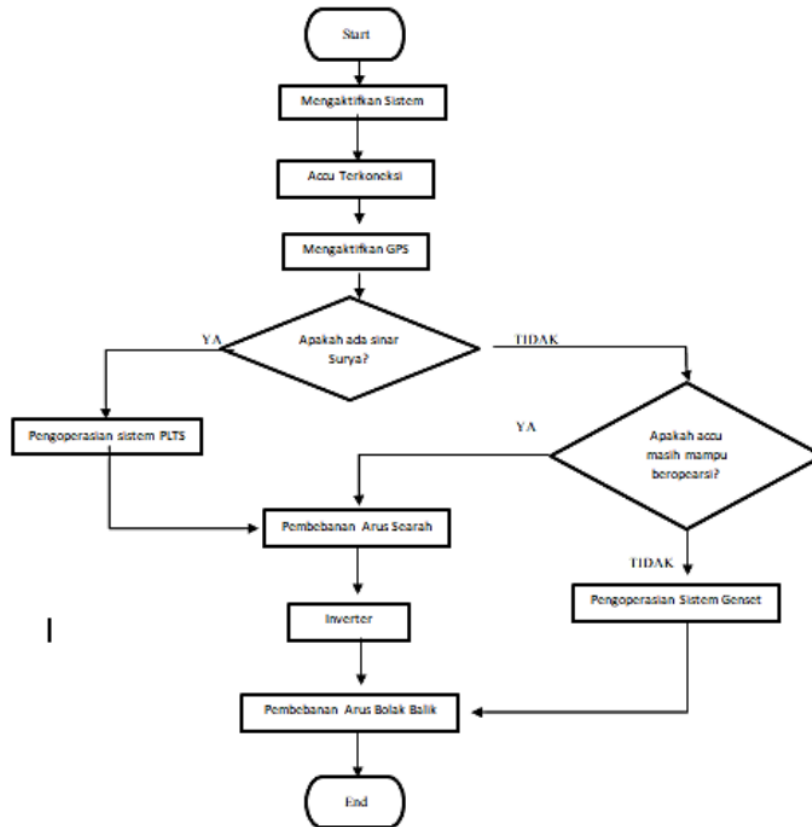 Start
Mengaktifkan Sistem
Accu Terkoneksi
Mengaktifkan GPS
Apakah ada sinar
Surya?
YA
TIDAK
Pengoperasian sistem PLTS
YA
Apakah accu
masih mampu
beropearsi?
Pembebanan Arus Searah
TIDAK
Pengoperasian Sistem Genset
Inverter
Pembebanan Arus Bolak Balik
End